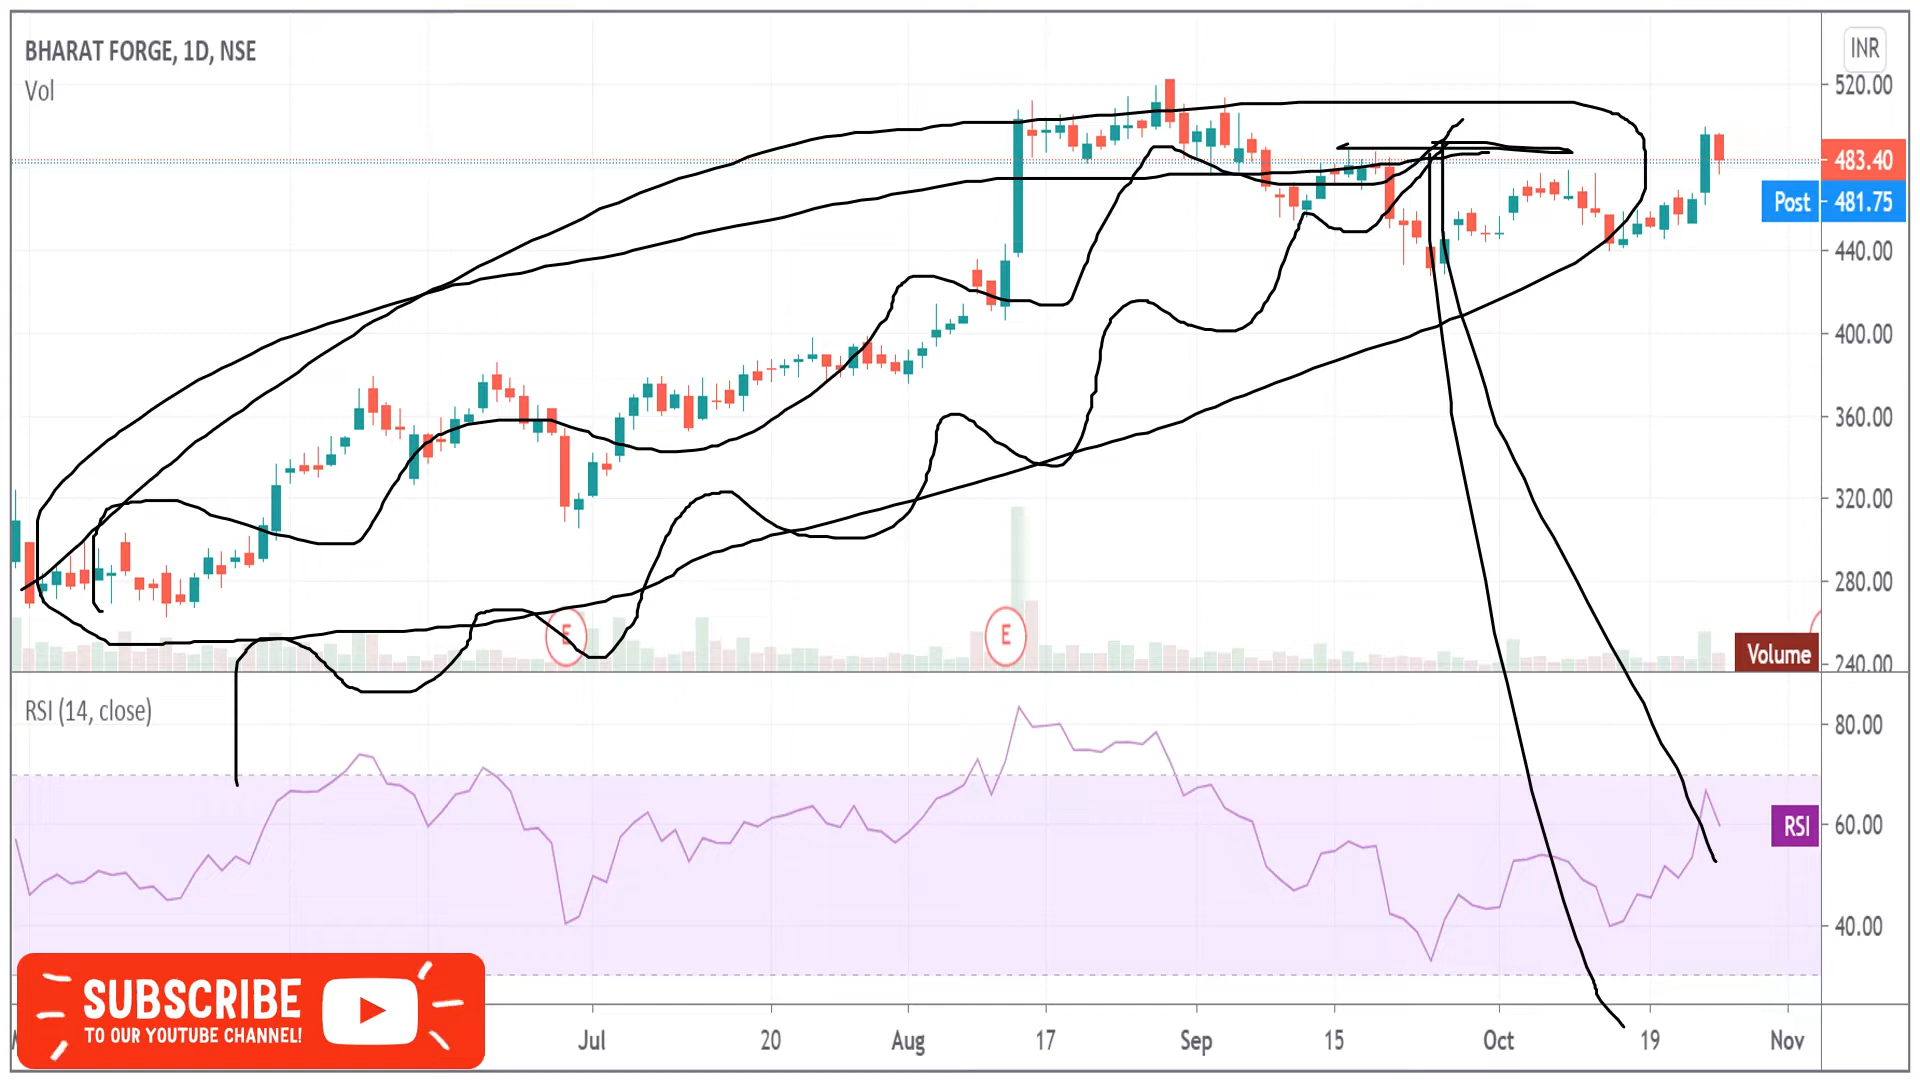 BHARAT FORGE, 1D, NSE
Vol
INR
520.00
483.40
Post 481.75
440.00
400.00
360.00
320.00
280.00
E
E
Volume
240.00
RSI (14, close)
80.00
RSI
60.00
40.00
SUBSCRIBE
TO OUR YOUTUBE CHANNEL!
Jul 20 Aug 17 Sep 15 Oct 19 Nov